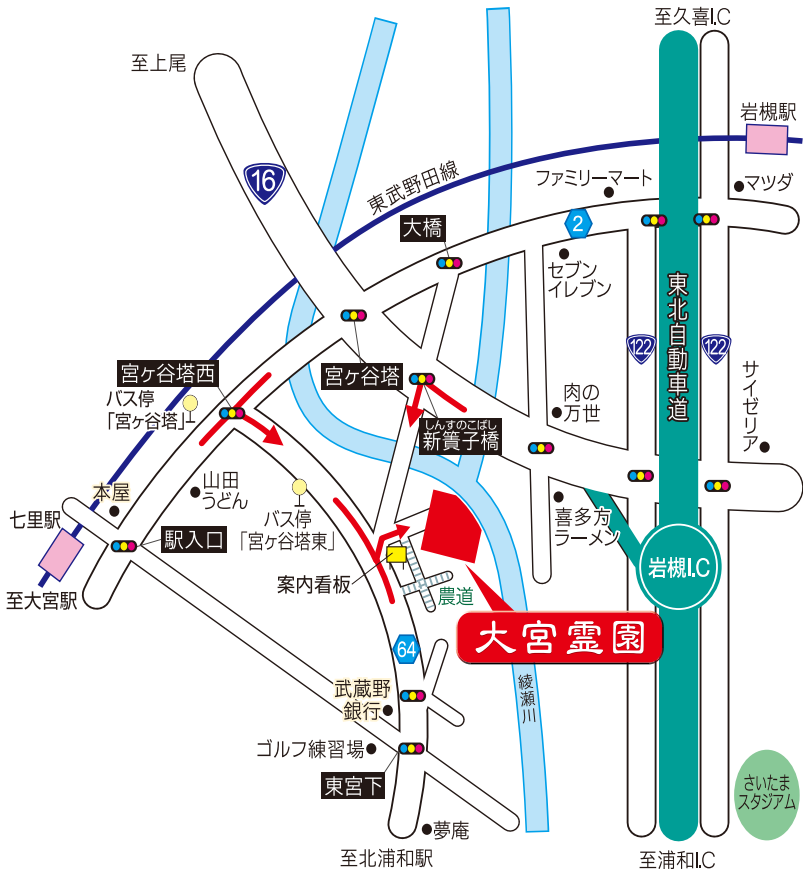 至久喜I.C
至上尾
岩槻駅
16
東武野田線
ファミリーマート
マツダ
大橋
2
セブン
イレブン
東北自動車道
122
122
宮ヶ谷塔西
宮ヶ谷塔
バス停
「宮ヶ谷塔」
しんすのこばし
新簀子橋
肉の
万世
サイゼリア
山田
うどん
本屋
七里駅
駅入口
バス停
「宮ヶ谷塔東」
喜多方
ラーメン
岩槻I.C
案内看板
農道
至大宮駅
大宮霊園
64
綾瀬川
武蔵野
銀行
ゴルフ練習場
東宮下
さいたま
スタジアム
夢庵
至北浦和駅
至浦和I.C